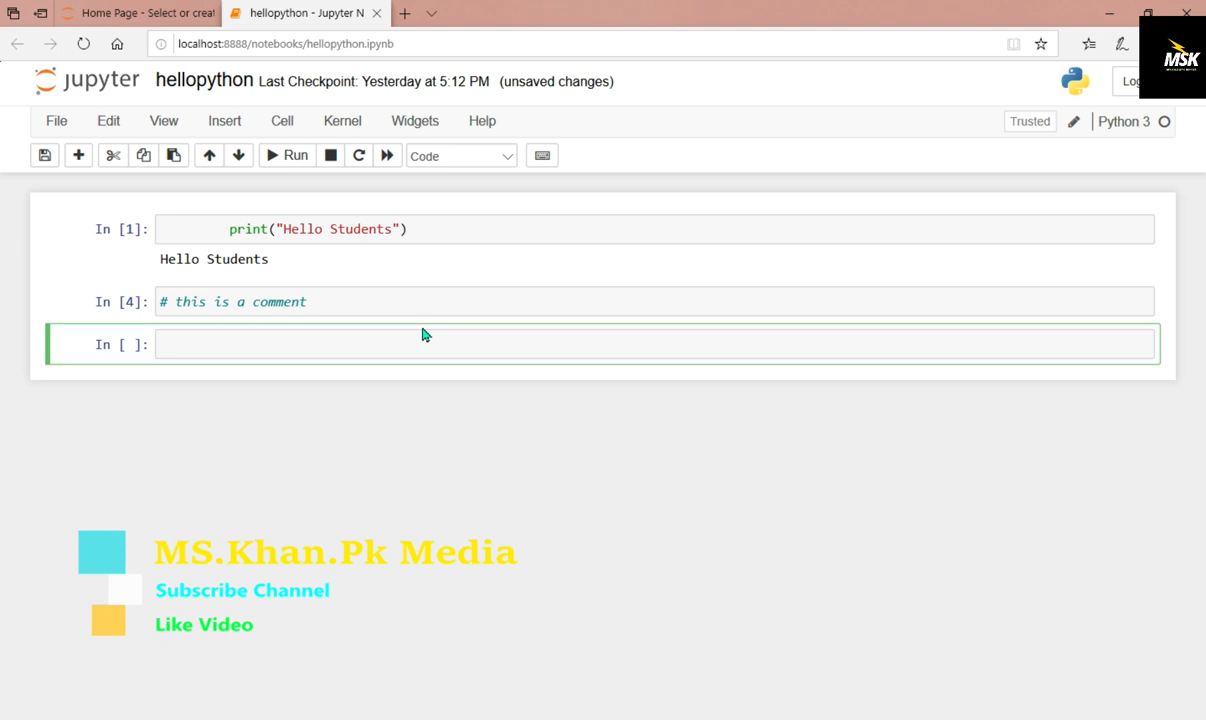 Home Page - Select or creat
hellopython - Jupyter N
localhost:8888/notebooks/hellopython.ipynb
MSK
jupyter hellopython Last Checkpoint: Yesterday at 5:12 PM (unsaved changes)
File Edit View Insert Cell Kernel Widgets Help
Trusted Python 3
Run Code
In [1]: print("Hello Students")
Hello Students
In [4]: # this is a comment
In [ ]:
MS.Khan.Pk Media
Subscribe Channel
Like Video